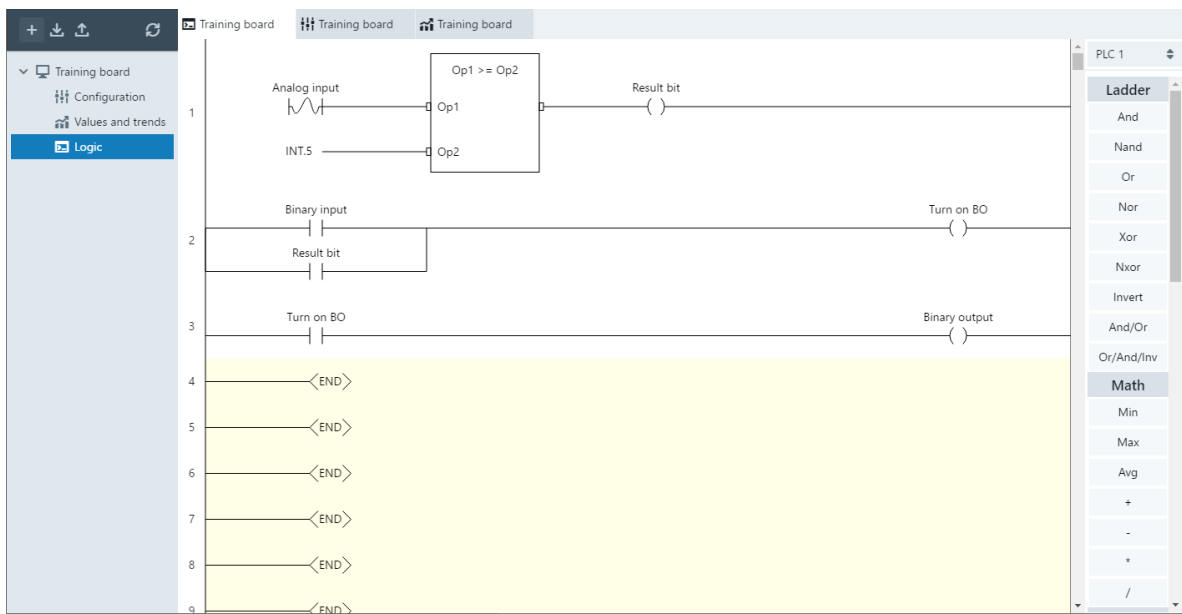 Training board
Training board
Training board
Training board
Configuration
Values and trends
Logic
1
Analog input
Op1 >= Op2
Op1
INT.5
Op2
Result bit
2
Binary input
Result bit
Turn on BO
3
Turn on BO
Binary output
4
END
5
END
6
END
7
END
8
END
9
END
PLC 1
Ladder
And
Nand
Or
Nor
Xor
Nxor
Invert
And/Or
Or/And/Inv
Math
Min
Max
Avg
+
-
*
/